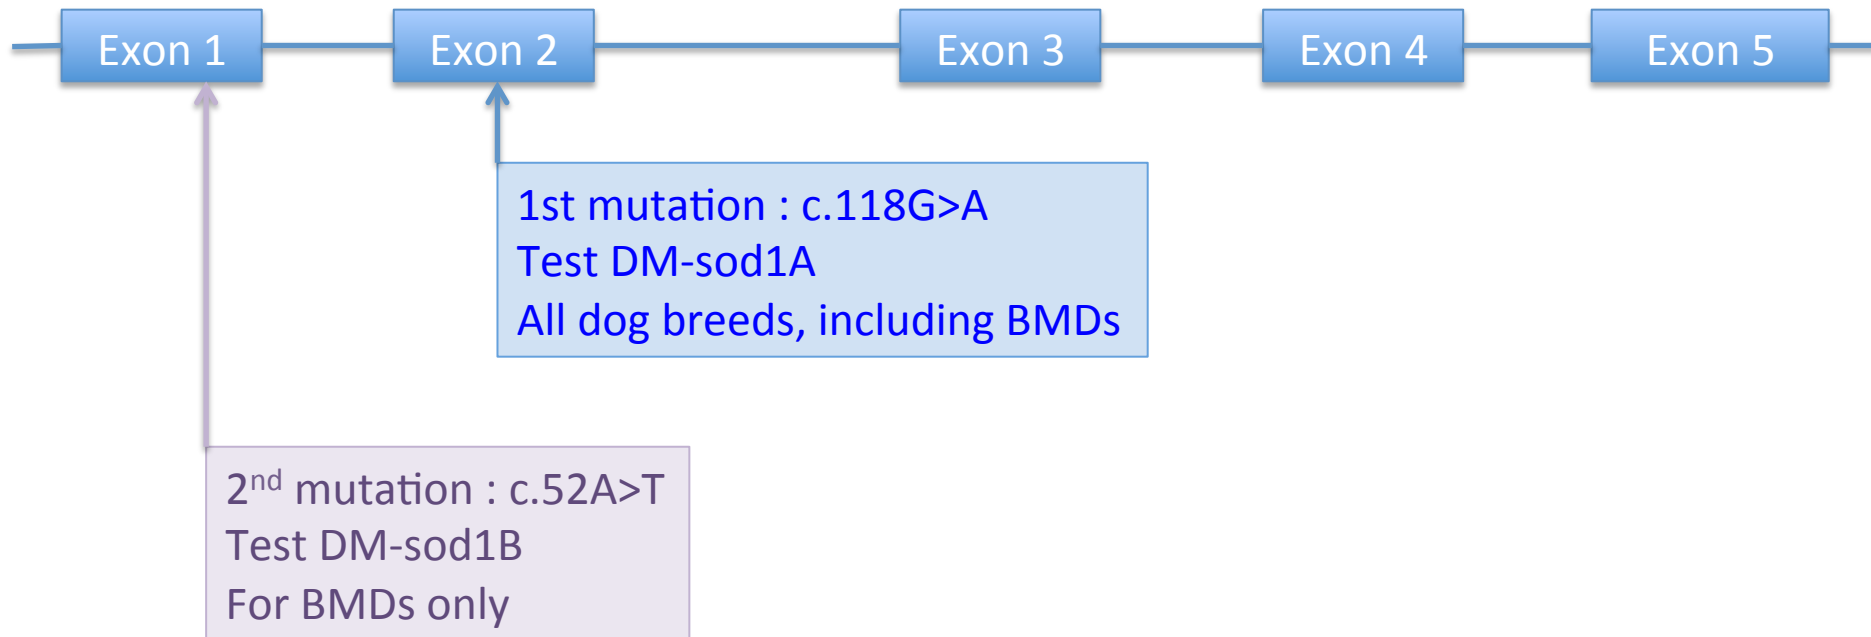 Exon 1
Exon 2
Exon 3
Exon 4
Exon 5
1st mutation : c.118G>A
Test DM-sod1A
All dog breeds, including BMDs
2nd mutation : c.52A>T
Test DM-sod1B
For BMDs only